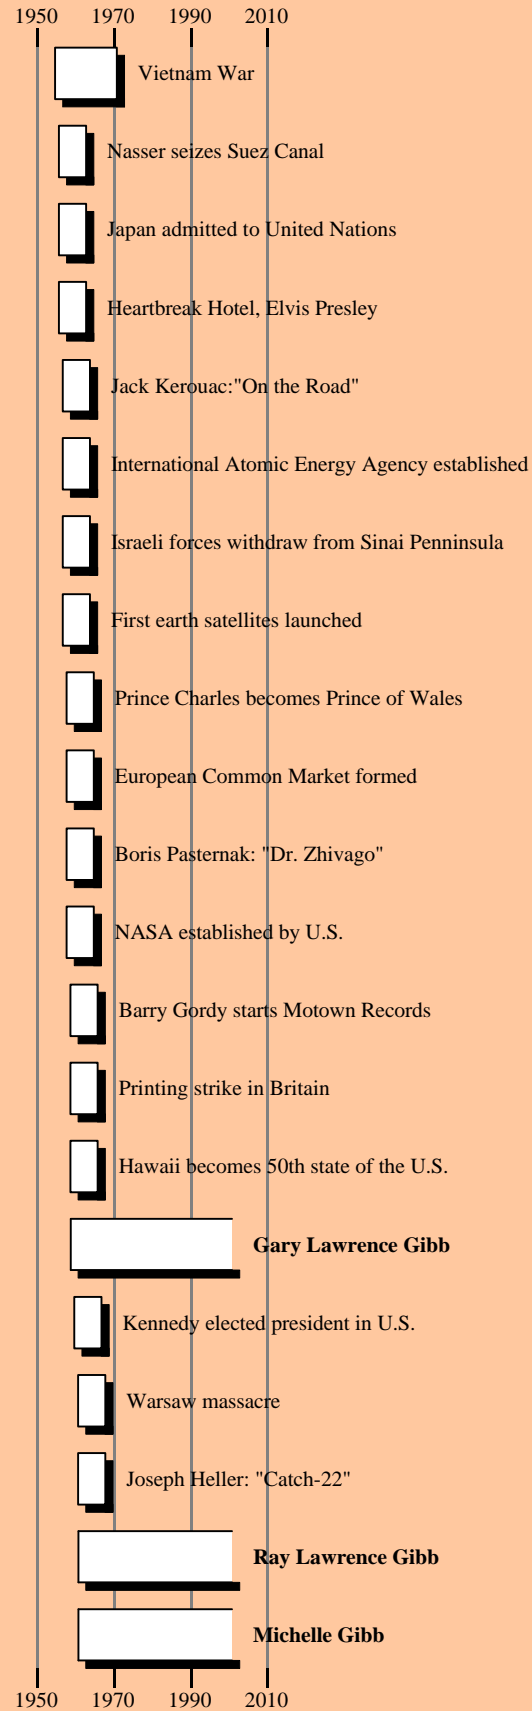 1950 1970 1990 2010
Vietnam War
Nasser seizes Suez Canal
Japan admitted to United Nations
Heartbreak Hotel, Elvis Presley
Jack Kerouac:"On the Road"
International Atomic Energy Agency established
Israeli forces withdraw from Sinai Penninsula
First earth satellites launched
Prince Charles becomes Prince of Wales
European Common Market formed
Boris Pasternak: "Dr. Zhivago"
NASA established by U.S.
Barry Gordy starts Motown Records
Printing strike in Britain
Hawaii becomes 50th state of the U.S.
Gary Lawrence Gibb
Kennedy elected president in U.S.
Warsaw massacre
Joseph Heller: "Catch-22"
Ray Lawrence Gibb
Michelle Gibb
1950 1970 1990 2010